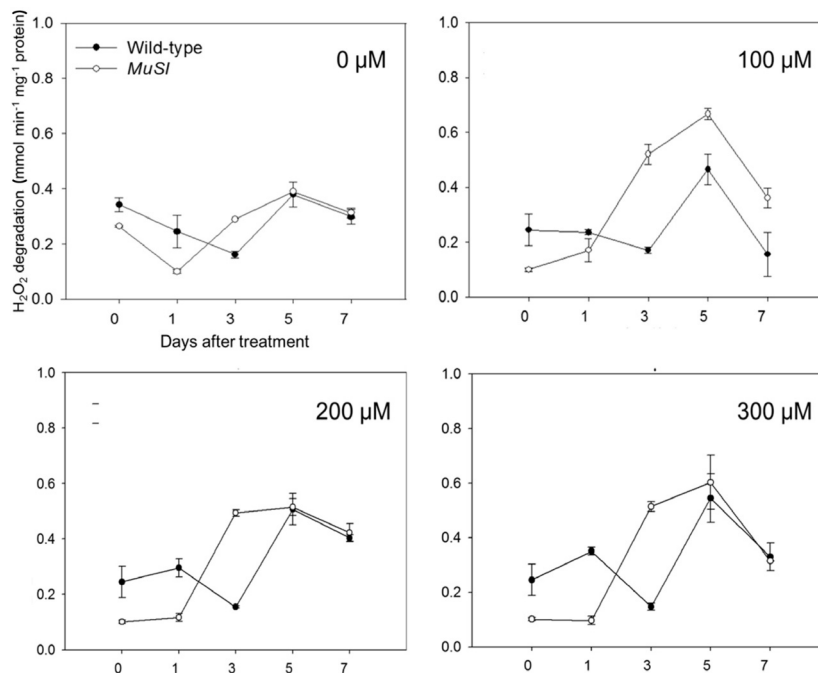 H₂O₂ degradation (mmol min⁻¹ mg⁻¹ protein)
1.0
0.8
0.6
0.4
0.2
0.0
Wild-type
MuSI
0 µM
0 1 3 5 7
Days after treatment
1.0
0.8
0.6
0.4
0.2
0.0
100 µM
0 1 3 5 7
1.0
0.8
0.6
0.4
0.2
0.0
200 µM
0 1 3 5 7
1.0
0.8
0.6
0.4
0.2
0.0
300 µM
0 1 3 5 7